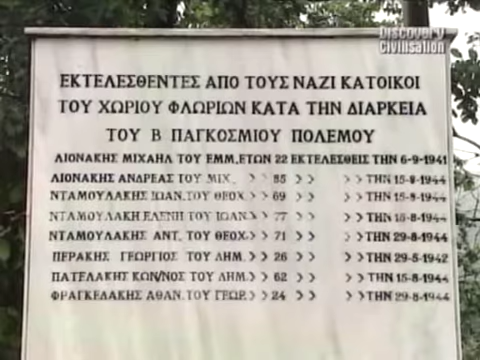 Discovery
Civilisation
ΕΚΤΕΛΕΣΘΕΝΤΕΣ ΑΠΟ ΤΟΥΣ ΝΑΖΙ ΚΑΤΟΙΚΟΙ
ΤΟΥ ΧΩΡΙΟΥ ΦΛΩΡΙΩΝ ΚΑΤΑ ΤΗΝ ΔΙΑΡΚΕΙΑ
ΤΟΥ Β ΠΑΓΚΟΣΜΙΟΥ ΠΟΛΕΜΟΥ
ΛΙΟΝΑΚΗΣ ΜΙΧΑΗΛ ΤΟΥ ΕΜΜ. ΕΤΩΝ 22 ΕΚΤΕΛΕΣΘΕΙΣ ΤΗΝ 6-9-1941
ΛΙΟΝΑΚΗΣ ΑΝΔΡΕΑΣ ΤΟΥ ΜΙΧ. >> 85 >> >> ΤΗΝ 15-8-1944
ΝΤΑΜΟΥΛΑΚΗΣ ΙΩΑΝ. ΤΟΥ ΘΕΟΧ. >> 69 >> >> ΤΗΝ 15-8-1944
ΝΤΑΜΟΥΛΑΚΗ ΕΛΕΝΗ ΤΟΥ ΙΩΑΝ. >> 77 >> >> ΤΗΝ 15-8-1944
ΝΤΑΜΟΥΛΑΚΗΣ ΑΝΤ. ΤΟΥ ΘΕΟΧ. >> 71 >> >> ΤΗΝ 29-8-1944
ΠΕΡΑΚΗΣ ΓΕΩΡΓΙΟΣ ΤΟΥ ΔΗΜ. >> 26 >> >> ΤΗΝ 29-5-1942
ΠΑΤΕΛΑΚΗΣ ΚΩΝ/ΝΟΣ ΤΟΥ ΔΗΜ. >> 62 >> >> ΤΗΝ 15-8-1944
ΦΡΑΓΚΕΔΑΚΗΣ ΑΘΑΝ. ΤΟΥ ΓΕΩΡ. >> 24 >> >> ΤΗΝ 29-8-1944